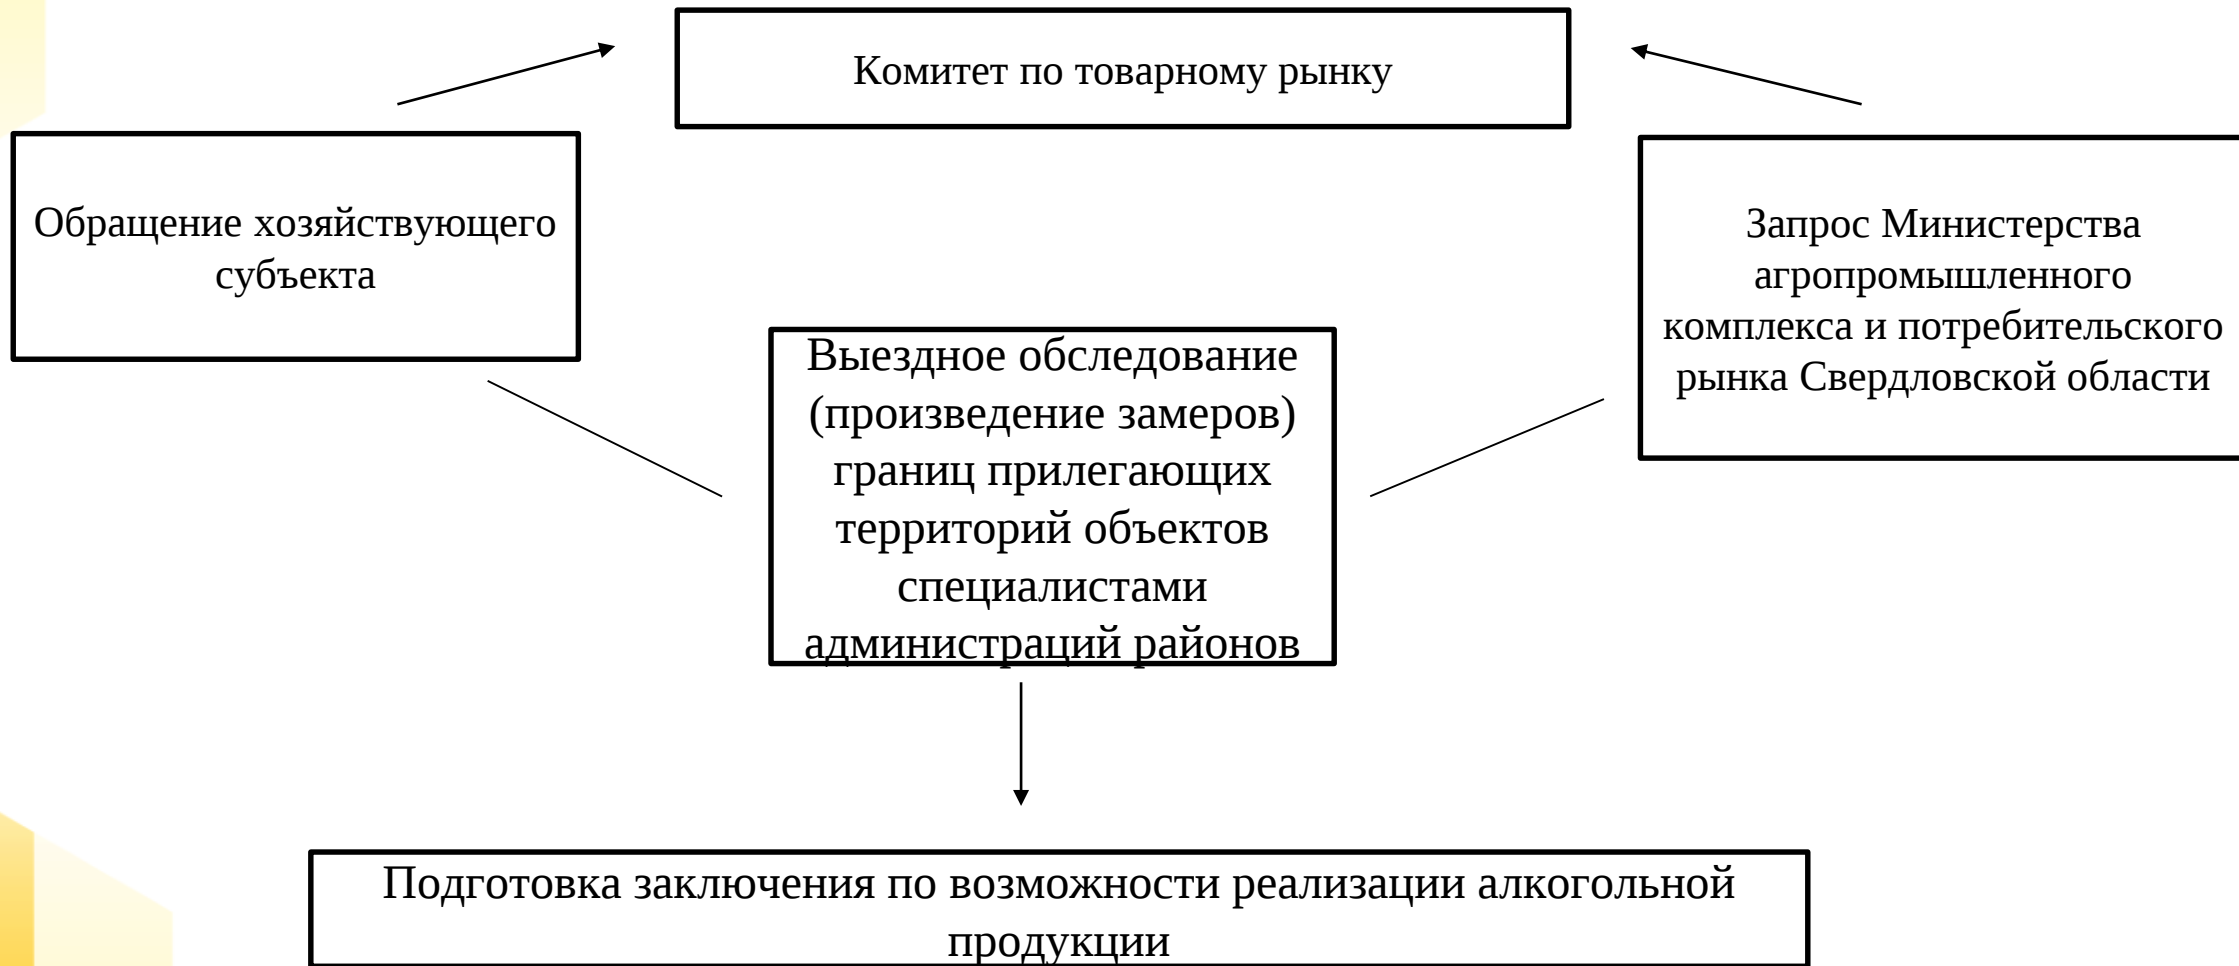 Комитет по товарному рынку
Обращение хозяйствующего
субъекта
Запрос Министерства
агропромышленного
комплекса и потребительского
рынка Свердловской области
Выездное обследование
(произведение замеров)
границ прилегающих
территорий объектов
специалистами
администраций районов
Подготовка заключения по возможности реализации алкогольной
продукции